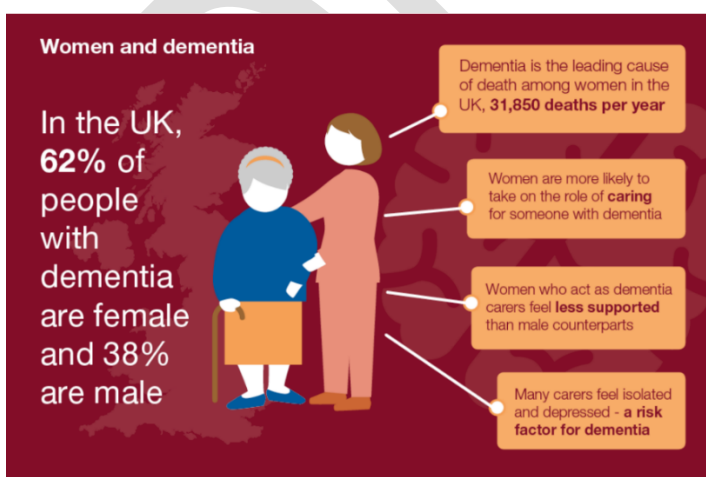 Women and dementia
In the UK,
62% of
people
with
dementia
are female
and 38%
are male
Dementia is the leading cause
of death among women in the
UK, 31,850 deaths per year
Women are more likely to
take on the role of caring
for someone with dementia
Women who act as dementia
carers feel less supported
than male counterparts
Many carers feel isolated
and depressed - a risk
factor for dementia